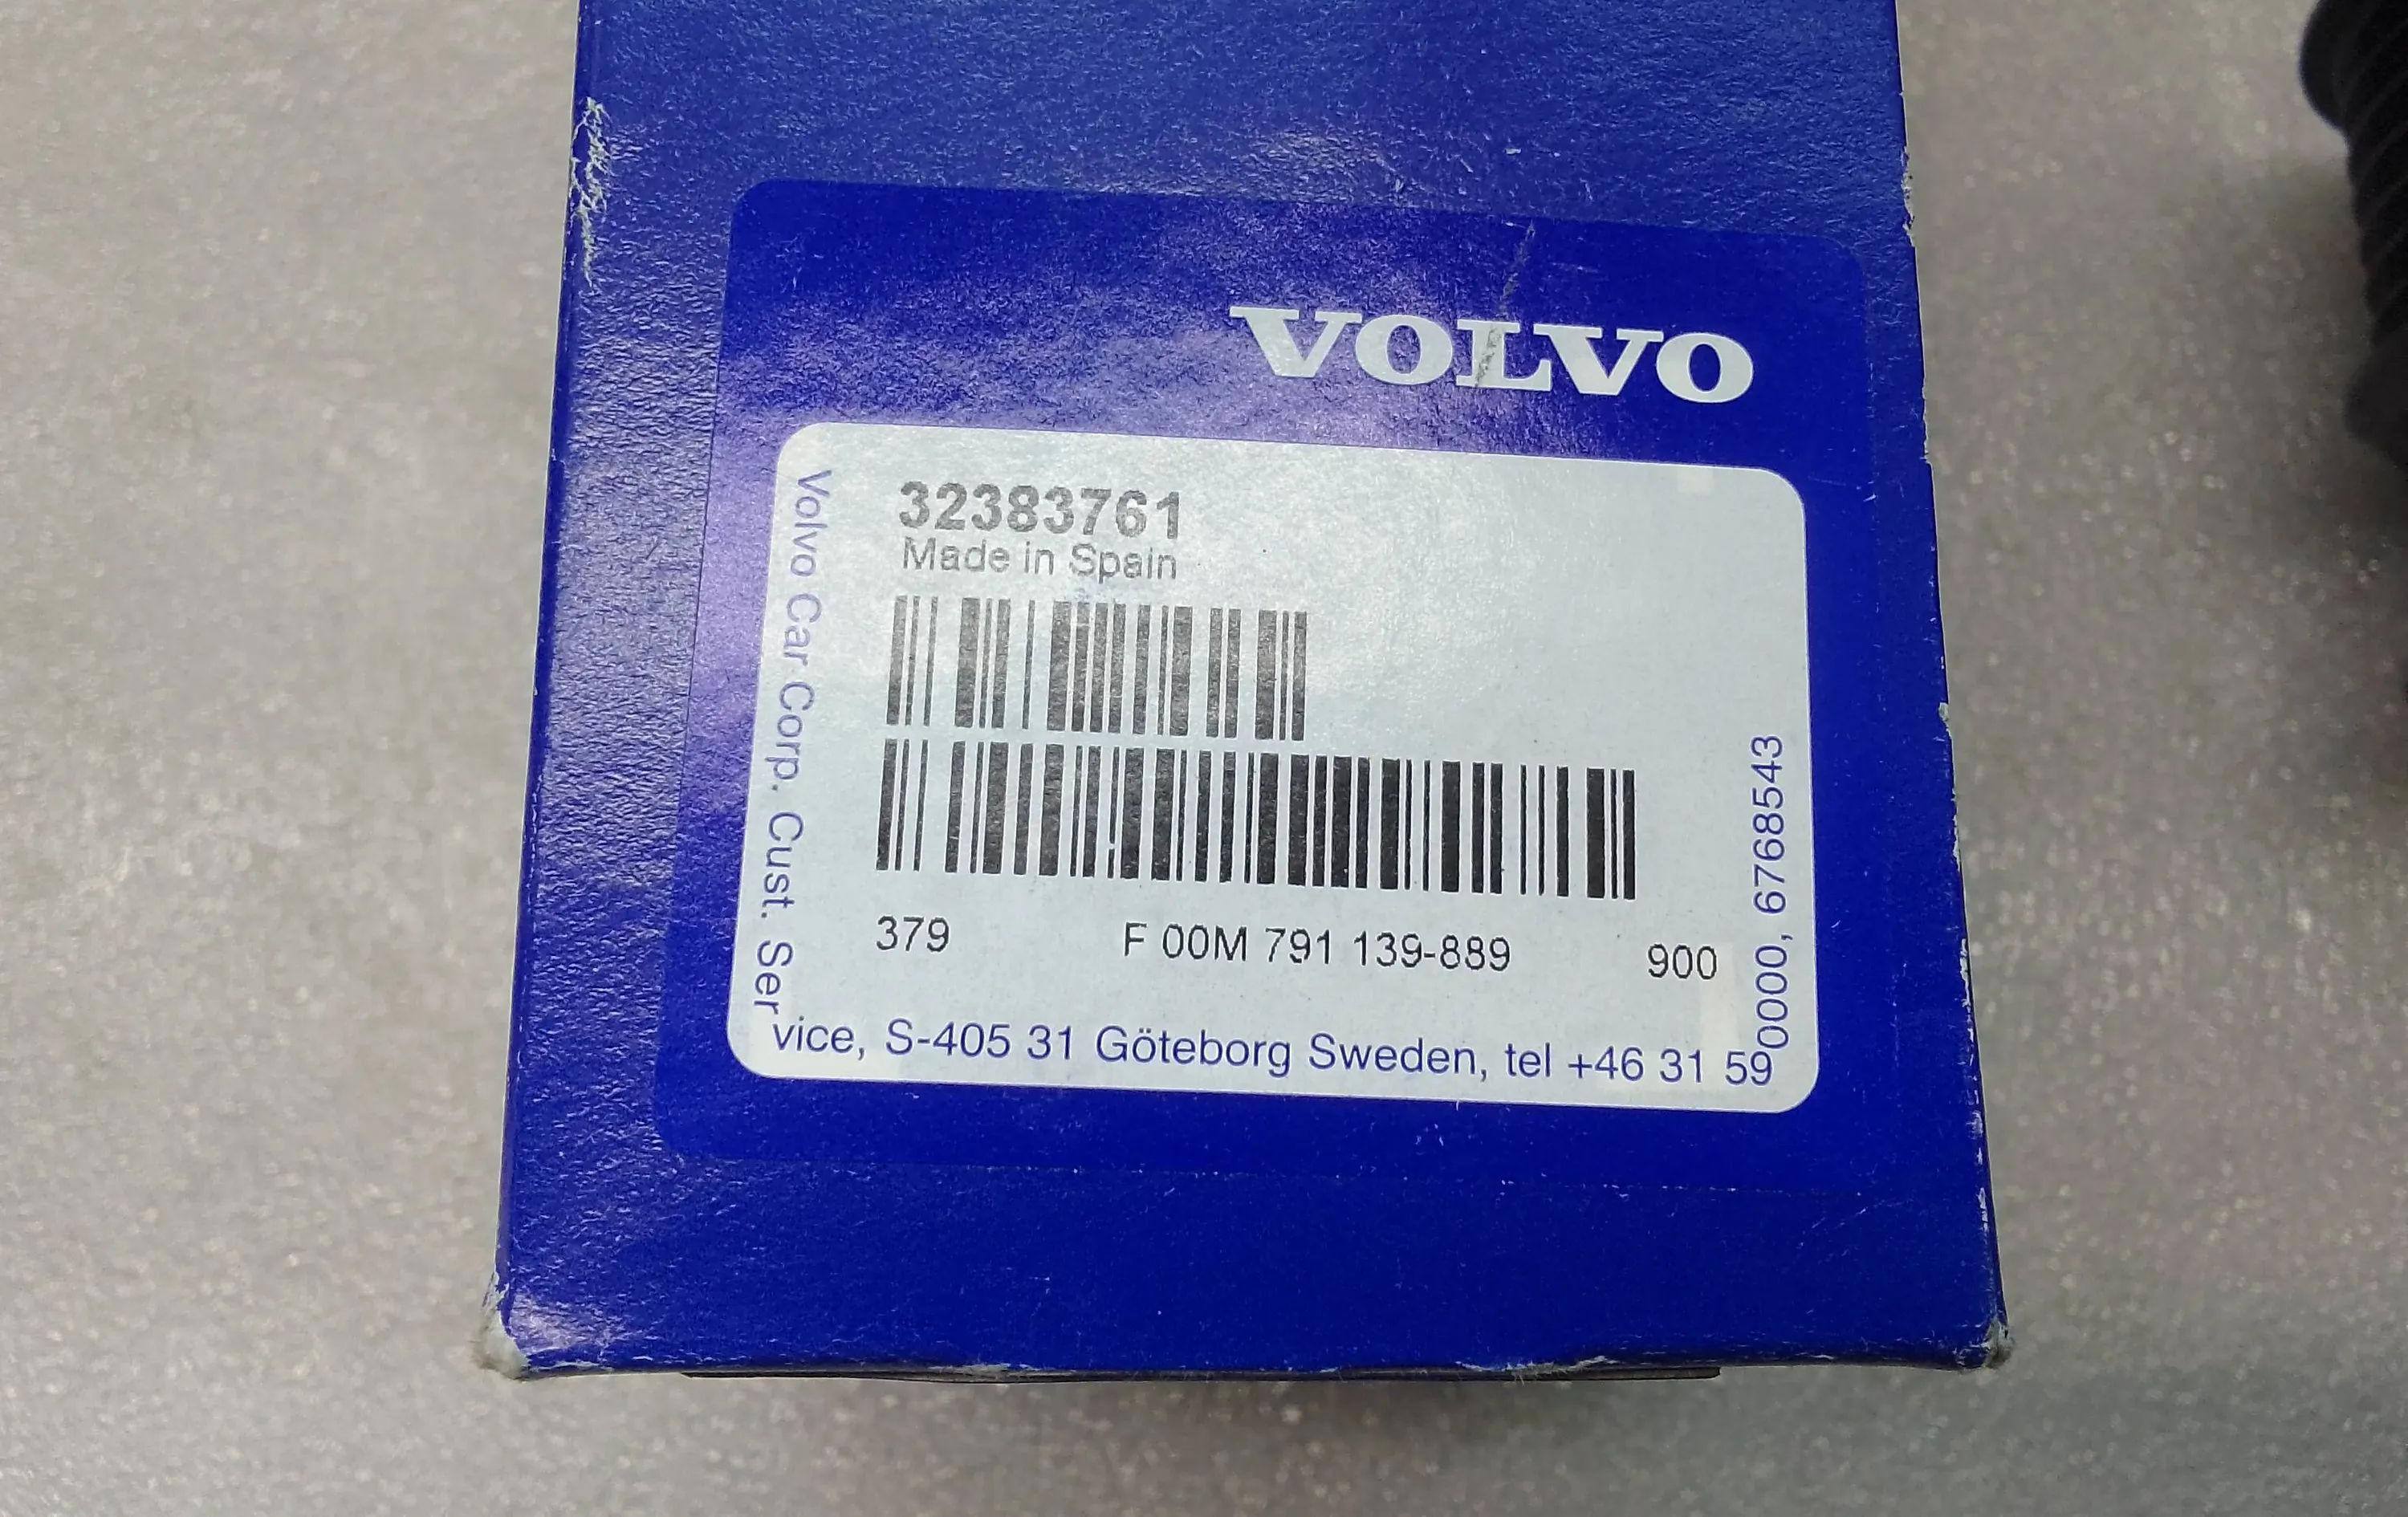 VOLVO
32383761
Made in Spain
379 F 00M 791 139-889 900
Volvo Car Corp. Cust. Service, S-405 31 Göteborg Sweden, tel +46 31 590000, 6768543